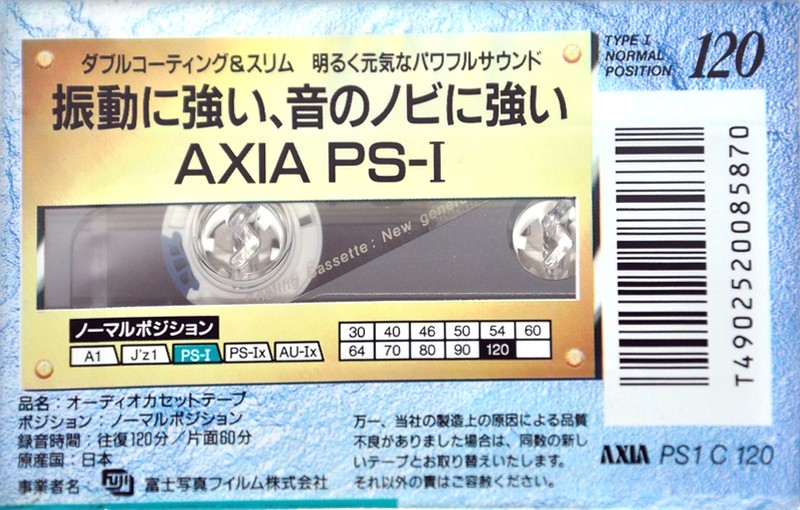 ダブルコーティング&スリム 明るく元気なパワフルサウンド
振動に強い、音のノビに強い
AXIA PS-I
Cassette: New
ノーマルポジション
A1 J'z1 PS-I PS-Ix AU-Ix
30 40 46 50 54 60
64 70 80 90 120
品名:オーディオカセットテープ
ポジション:ノーマルポジション
録音時間:往復120分/片面60分
原産国:日本
事業者名: FUJI 富士写真フイルム株式会社
万一、当社の製造上の原因による品質
不良がありました場合は、同数の新し
いテープとお取り替えいたします。
それ以外の責はご容赦ください。
TYPE I
NORMAL
POSITION
120
T4902520085870
AXIA PS1 C 120